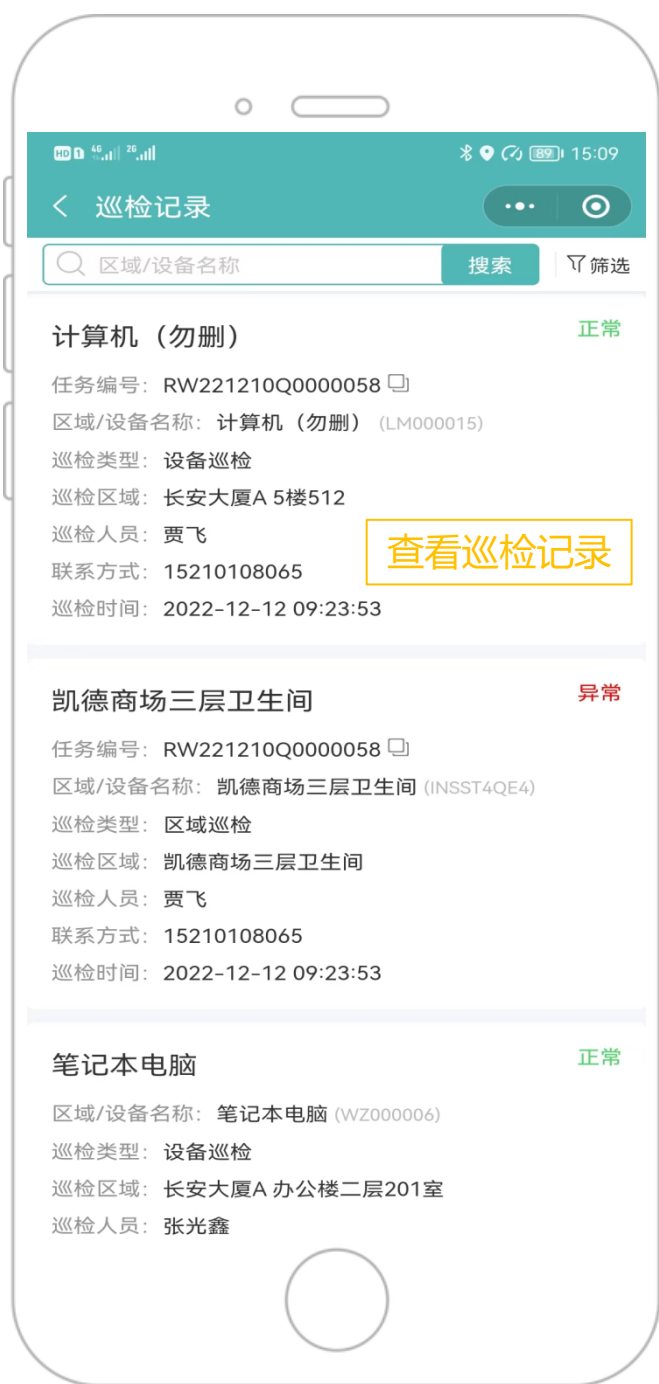 HD 1 4G 2G 89 15:09
巡检记录
区域/设备名称 搜索 筛选
计算机（勿删） 正常
任务编号：RW221210Q0000058
区域/设备名称：计算机（勿删）(LM000015)
巡检类型：设备巡检
巡检区域：长安大厦A 5楼512
巡检人员：贾飞
查看巡检记录
联系方式：15210108065
巡检时间：2022-12-12 09:23:53
凯德商场三层卫生间 异常
任务编号：RW221210Q0000058
区域/设备名称：凯德商场三层卫生间 (INSST4QE4)
巡检类型：区域巡检
巡检区域：凯德商场三层卫生间
巡检人员：贾飞
联系方式：15210108065
巡检时间：2022-12-12 09:23:53
笔记本电脑 正常
区域/设备名称：笔记本电脑 (WZ000006)
巡检类型：设备巡检
巡检区域：长安大厦A 办公楼二层201室
巡检人员：张光鑫